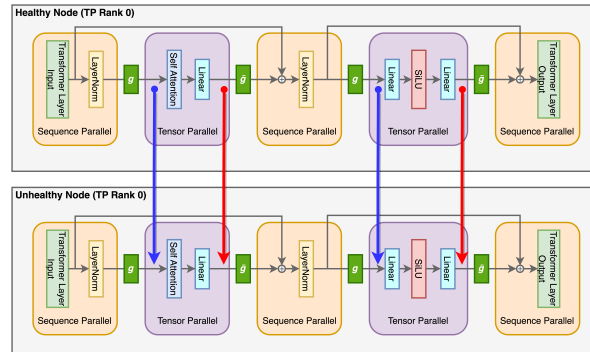 Healthy Node (TP Rank 0)
Transformer Layer
Input
LayerNorm
Sequence Parallel
g
Self Attention
Linear
Tensor Parallel
ḡ
LayerNorm
Sequence Parallel
g
Linear
SiLU
Linear
Tensor Parallel
ḡ
Transformer Layer
Output
Sequence Parallel
Unhealthy Node (TP Rank 0)
Transformer Layer
Input
LayerNorm
Sequence Parallel
g
Self Attention
Linear
Tensor Parallel
ḡ
LayerNorm
Sequence Parallel
g
Linear
SiLU
Linear
Tensor Parallel
ḡ
Transformer Layer
Output
Sequence Parallel